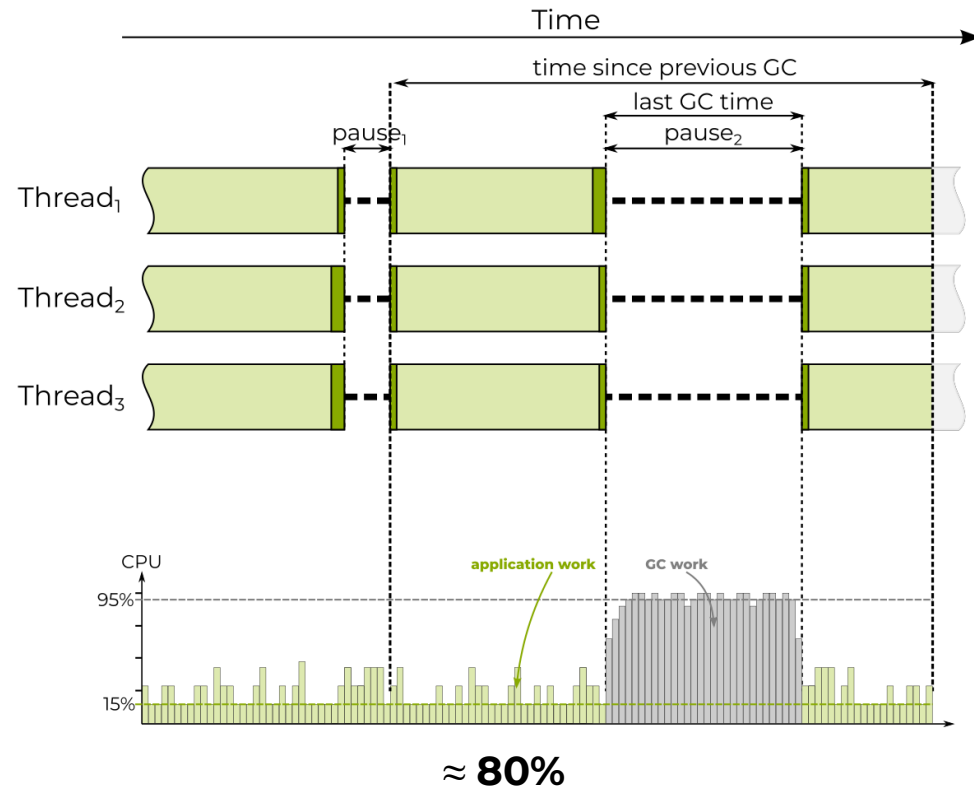 Time
time since previous GC
last GC time
pause₁
pause₂
Thread₁
Thread₂
Thread₃
CPU
application work
GC work
95%
15%
≈ 80%